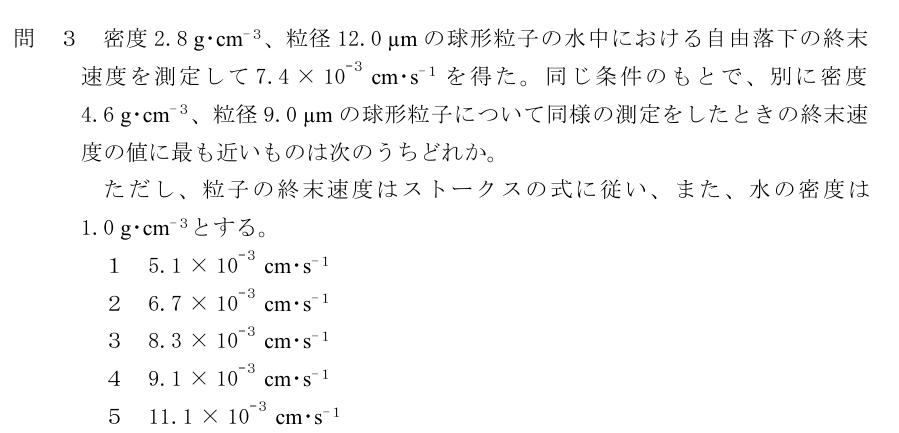 問 3 密度 2.8 g･cm⁻³、粒径 12.0 μm の球形粒子の水中における自由落下の終末
速度を測定して 7.4 × 10⁻³ cm･s⁻¹ を得た。同じ条件のもとで、別に密度
4.6 g･cm⁻³、粒径 9.0 μm の球形粒子について同様の測定をしたときの終末速
度の値に最も近いものは次のうちどれか。
ただし、粒子の終末速度はストークスの式に従い、また、水の密度は
1.0 g･cm⁻³とする。
1 5.1 × 10⁻³ cm･s⁻¹
2 6.7 × 10⁻³ cm･s⁻¹
3 8.3 × 10⁻³ cm･s⁻¹
4 9.1 × 10⁻³ cm･s⁻¹
5 11.1 × 10⁻³ cm･s⁻¹